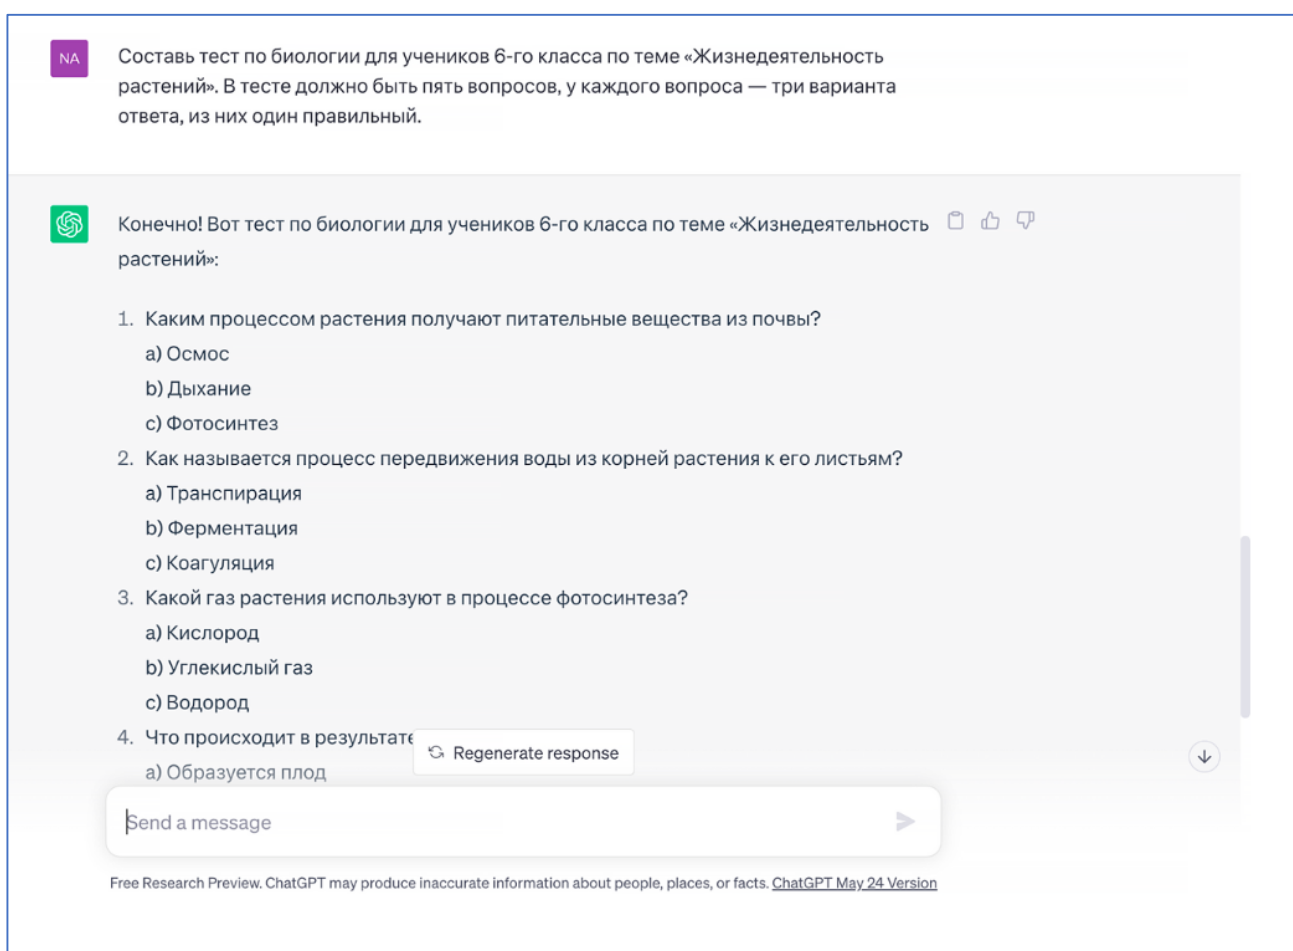 NA
Составь тест по биологии для учеников 6-го класса по теме «Жизнедеятельность
растений». В тесте должно быть пять вопросов, у каждого вопроса — три варианта
ответа, из них один правильный.
Конечно! Вот тест по биологии для учеников 6-го класса по теме «Жизнедеятельность
растений»:
1. Каким процессом растения получают питательные вещества из почвы?
a) Осмос
b) Дыхание
c) Фотосинтез
2. Как называется процесс передвижения воды из корней растения к его листьям?
a) Транспирация
b) Ферментация
c) Коагуляция
3. Какой газ растения используют в процессе фотосинтеза?
a) Кислород
b) Углекислый газ
c) Водород
4. Что происходит в результате
a) Образуется плод
Regenerate response
Send a message
Free Research Preview. ChatGPT may produce inaccurate information about people, places, or facts. ChatGPT May 24 Version